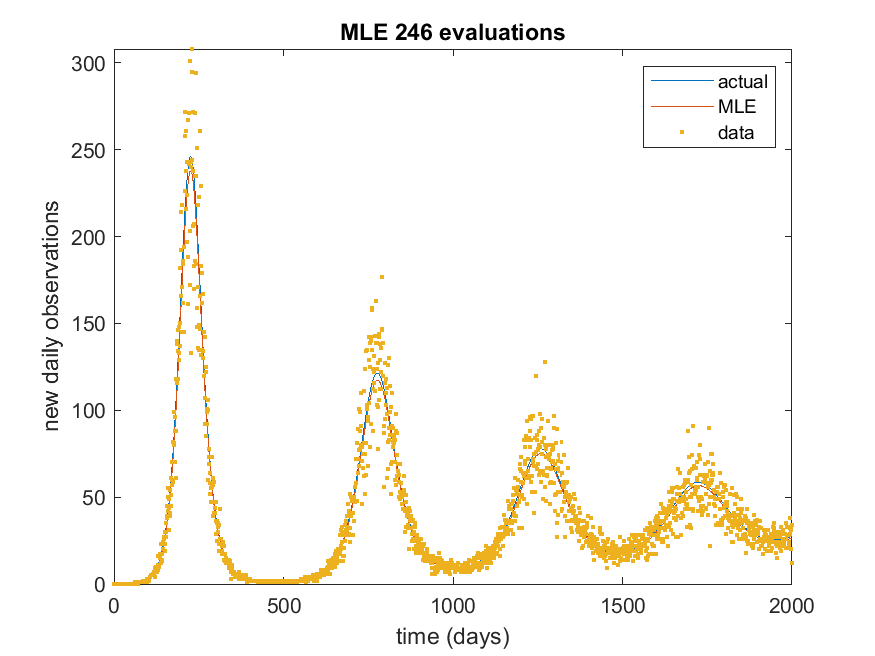 MLE 246 evaluations
actual
MLE
data
300
250
200
150
100
50
0
new daily observations
0 500 1000 1500 2000
time (days)